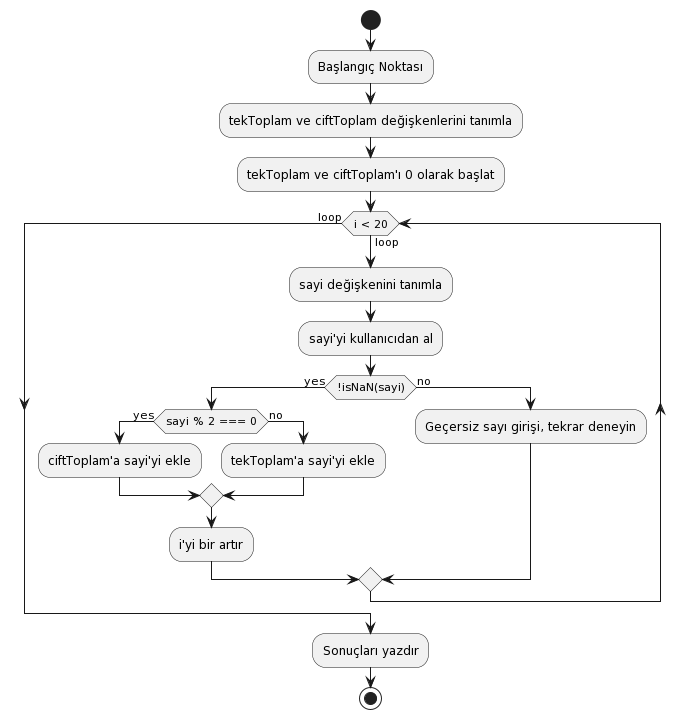 Başlangıç Noktası
tekToplam ve ciftToplam değişkenlerini tanımla
tekToplam ve ciftToplam'ı 0 olarak başlat
loop
i < 20
loop
sayi değişkenini tanımla
sayi'yi kullanıcıdan al
yes
!isNaN(sayi)
no
yes
sayi % 2 === 0
no
Geçersiz sayı girişi, tekrar deneyin
ciftToplam'a sayi'yi ekle
tekToplam'a sayi'yi ekle
i'yi bir artır
Sonuçları yazdır